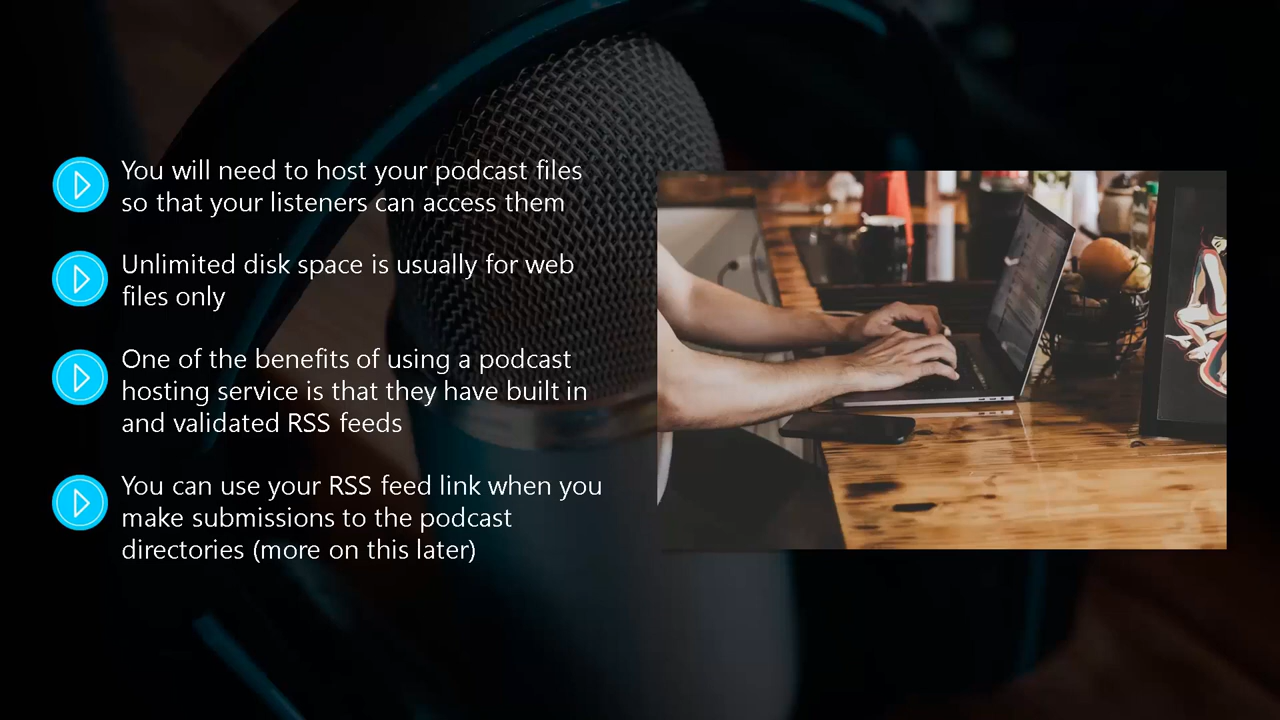 You will need to host your podcast files
so that your listeners can access them
Unlimited disk space is usually for web
files only
One of the benefits of using a podcast
hosting service is that they have built in
and validated RSS feeds
You can use your RSS feed link when you
make submissions to the podcast
directories (more on this later)